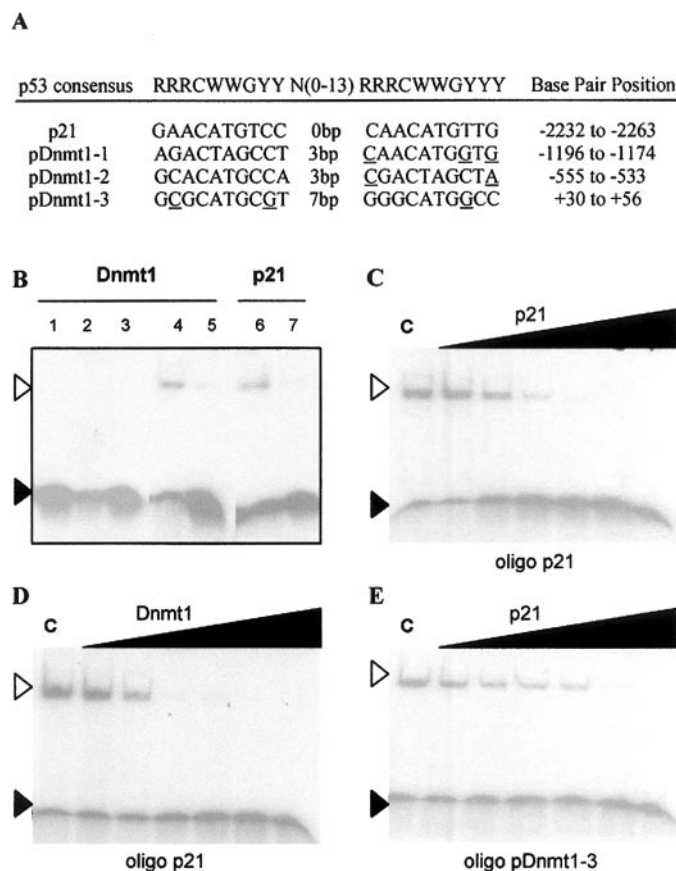 A
p53 consensus RRRCWWGYY N(0-13) RRRCWWGYYY Base Pair Position
p21 GAACATGTCC 0bp CAACATGTTG -2232 to -2263
pDnmt1-1 AGACTAGCCT 3bp CAACATGGTG -1196 to -1174
pDnmt1-2 GCACATGCCA 3bp CGACTAGCTA -555 to -533
pDnmt1-3 GCGCATGCGT 7bp GGGCATGGCC +30 to +56
B
Dnmt1 p21
1 2 3 4 5 6 7
C
C p21
oligo p21
D
C Dnmt1
oligo p21
E
C p21
oligo pDnmt1-3